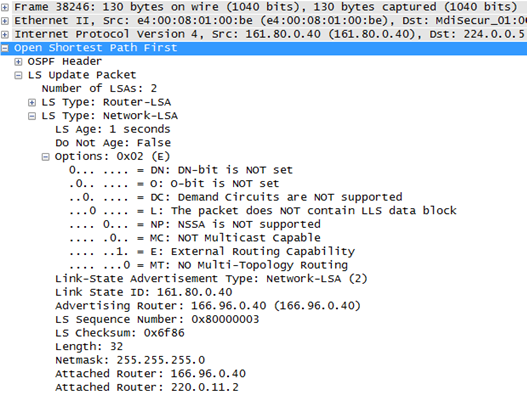 Frame 38246: 130 bytes on wire (1040 bits), 130 bytes captured (1040 bits)
Ethernet II, Src: e4:00:08:01:00:be (e4:00:08:01:00:be), Dst: MdiSecur_01:0
Internet Protocol Version 4, Src: 161.80.0.40 (161.80.0.40), Dst: 224.0.0.5
Open Shortest Path First
OSPF Header
LS Update Packet
Number of LSAs: 2
LS Type: Router-LSA
LS Type: Network-LSA
LS Age: 1 seconds
Do Not Age: False
Options: 0x02 (E)
0... .... = DN: DN-bit is NOT set
.0.. .... = O: O-bit is NOT set
..0. .... = DC: Demand Circuits are NOT supported
...0 .... = L: The packet does NOT contain LLS data block
.... 0... = NP: NSSA is NOT supported
.... .0.. = MC: NOT Multicast Capable
.... ..1. = E: External Routing Capability
.... ...0 = MT: NO Multi-Topology Routing
Link-State Advertisement Type: Network-LSA (2)
Link State ID: 161.80.0.40
Advertising Router: 166.96.0.40 (166.96.0.40)
LS Sequence Number: 0x80000003
LS Checksum: 0x6f86
Length: 32
Netmask: 255.255.255.0
Attached Router: 166.96.0.40
Attached Router: 220.0.11.2